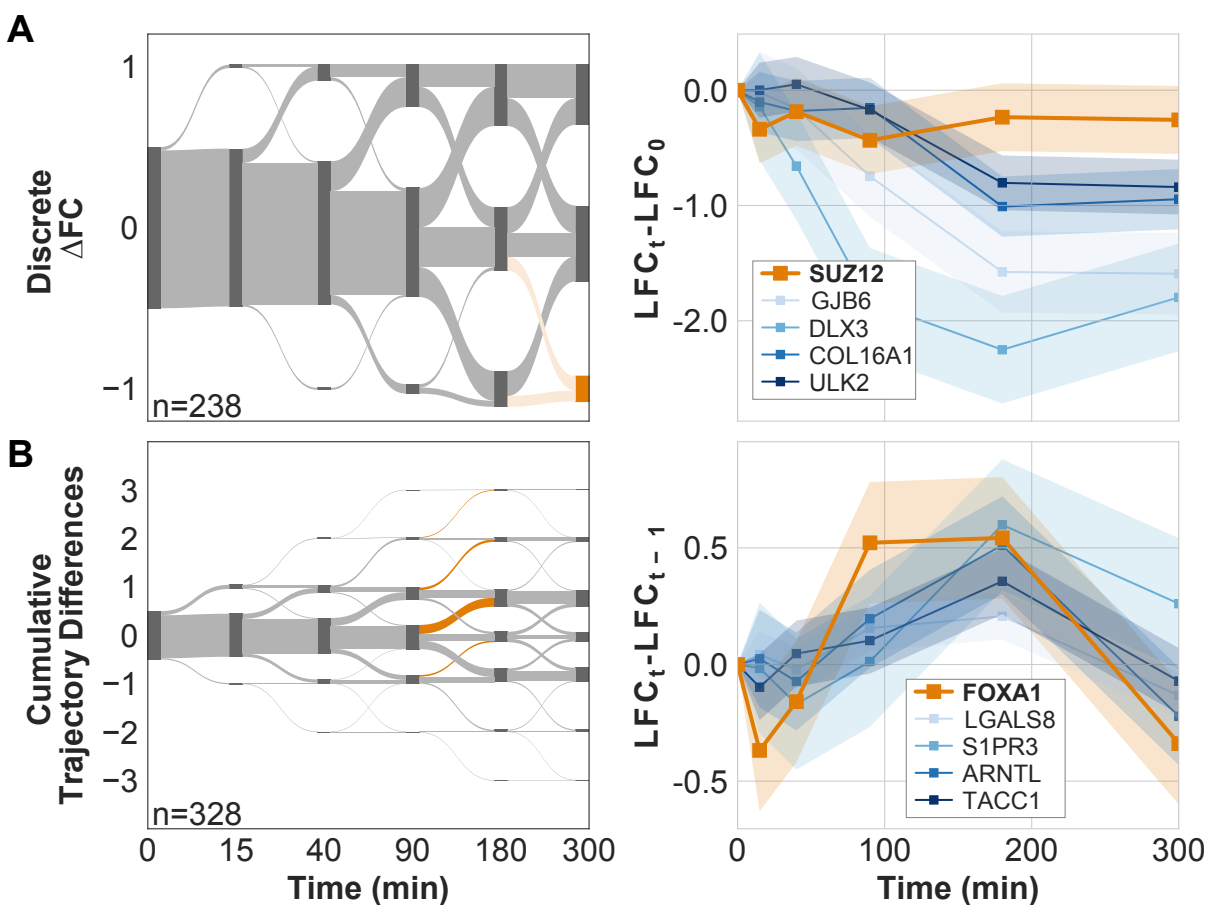 A
Discrete
ΔFC
1
0
−1
n=238
LFCt-LFC0
0.0
-1.0
-2.0
SUZ12
GJB6
DLX3
COL16A1
ULK2
B
Cumulative
Trajectory Differences
3
2
1
0
−1
−2
−3
n=328
0 15 40 90 180 300
Time (min)
LFCt-LFCt − 1
0.5
0.0
-0.5
FOXA1
LGALS8
S1PR3
ARNTL
TACC1
0 100 200 300
Time (min)